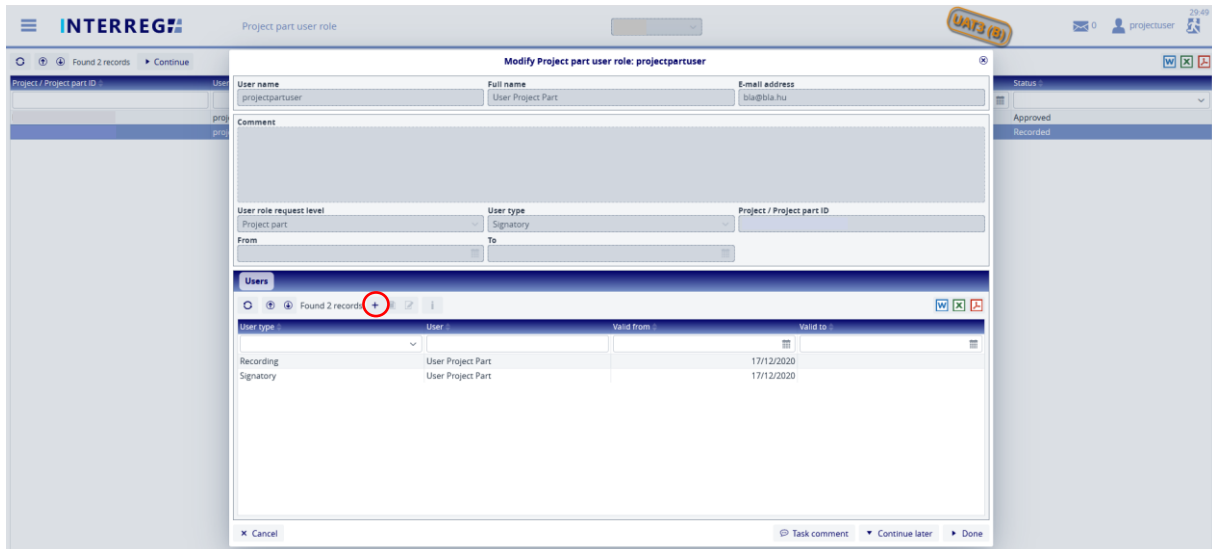 INTERREG
Project part user role
UAT3 (B)
0
projectuser
29:49
Found 2 records
Continue
Modify Project part user role: projectpartuser
W X
Project / Project part ID
User
Status
User name
Full name
E-mail address
projectpartuser
User Project Part
bla@bla.hu
proj
Approved
proj
Recorded
Comment
User role request level
User type
Project / Project part ID
Project part
Signatory
From
To
Users
Found 2 records
W X
User type
User
Valid from
Valid to
Recording
User Project Part
17/12/2020
Signatory
User Project Part
17/12/2020
Cancel
Task comment
Continue later
Done